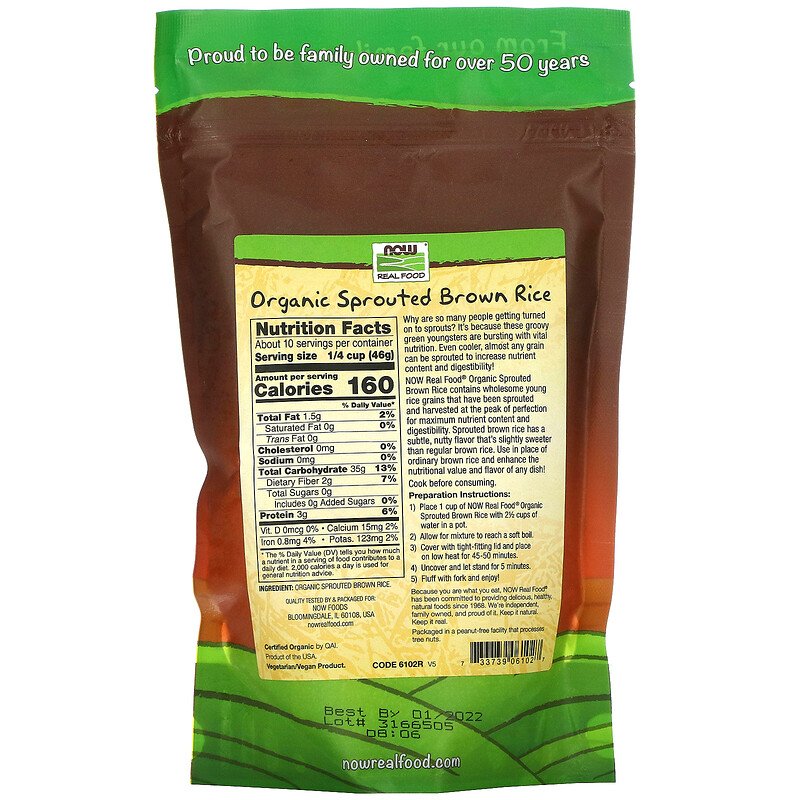 Proud to be family owned for over 50 years
NOW
REAL FOOD
Organic Sprouted Brown Rice
Nutrition Facts
About 10 servings per container
Serving size 1/4 cup (46g)
Amount per serving
Calories 160
% Daily Value*
Total Fat 1.5g 2%
Saturated Fat 0g 0%
Trans Fat 0g
Cholesterol 0mg 0%
Sodium 0mg 0%
Total Carbohydrate 35g 13%
Dietary Fiber 2g 7%
Total Sugars 0g
Includes 0g Added Sugars 0%
Protein 3g 6%
Vit. D 0mcg 0% • Calcium 15mg 2%
Iron 0.8mg 4% • Potas. 123mg 2%
* The % Daily Value (DV) tells you how much
a nutrient in a serving of food contributes to a
daily diet. 2,000 calories a day is used for
general nutrition advice.
INGREDIENT: ORGANIC SPROUTED BROWN RICE.
QUALITY TESTED BY & PACKAGED FOR:
NOW FOODS
BLOOMINGDALE, IL 60108, USA
nowrealfood.com
Certified Organic by QAI.
Product of the USA.
Vegetarian/Vegan Product.
Why are so many people getting turned
on to sprouts? It's because these groovy
green youngsters are bursting with vital
nutrition. Even cooler, almost any grain
can be sprouted to increase nutrient
content and digestibility!
NOW Real Food® Organic Sprouted
Brown Rice contains wholesome young
rice grains that have been sprouted
and harvested at the peak of perfection
for maximum nutrient content and
digestibility. Sprouted brown rice has a
subtle, nutty flavor that's slightly sweeter
than regular brown rice. Use in place of
ordinary brown rice and enhance the
nutritional value and flavor of any dish!
Cook before consuming.
Preparation Instructions:
1) Place 1 cup of NOW Real Food® Organic
Sprouted Brown Rice with 2½ cups of
water in a pot.
2) Allow for mixture to reach a soft boil.
3) Cover with tight-fitting lid and place
on low heat for 45-50 minutes.
4) Uncover and let stand for 5 minutes.
5) Fluff with fork and enjoy!
Because you are what you eat, NOW Real Food®
has been committed to providing delicious, healthy,
natural foods since 1968. We're independent,
family owned, and proud of it. Keep it natural.
Keep it real.
Packaged in a peanut-free facility that processes
tree nuts.
CODE 6102R V5
7 33739 06102 7
Best By 01/2022
Lot# 3166505
08:06
nowrealfood.com